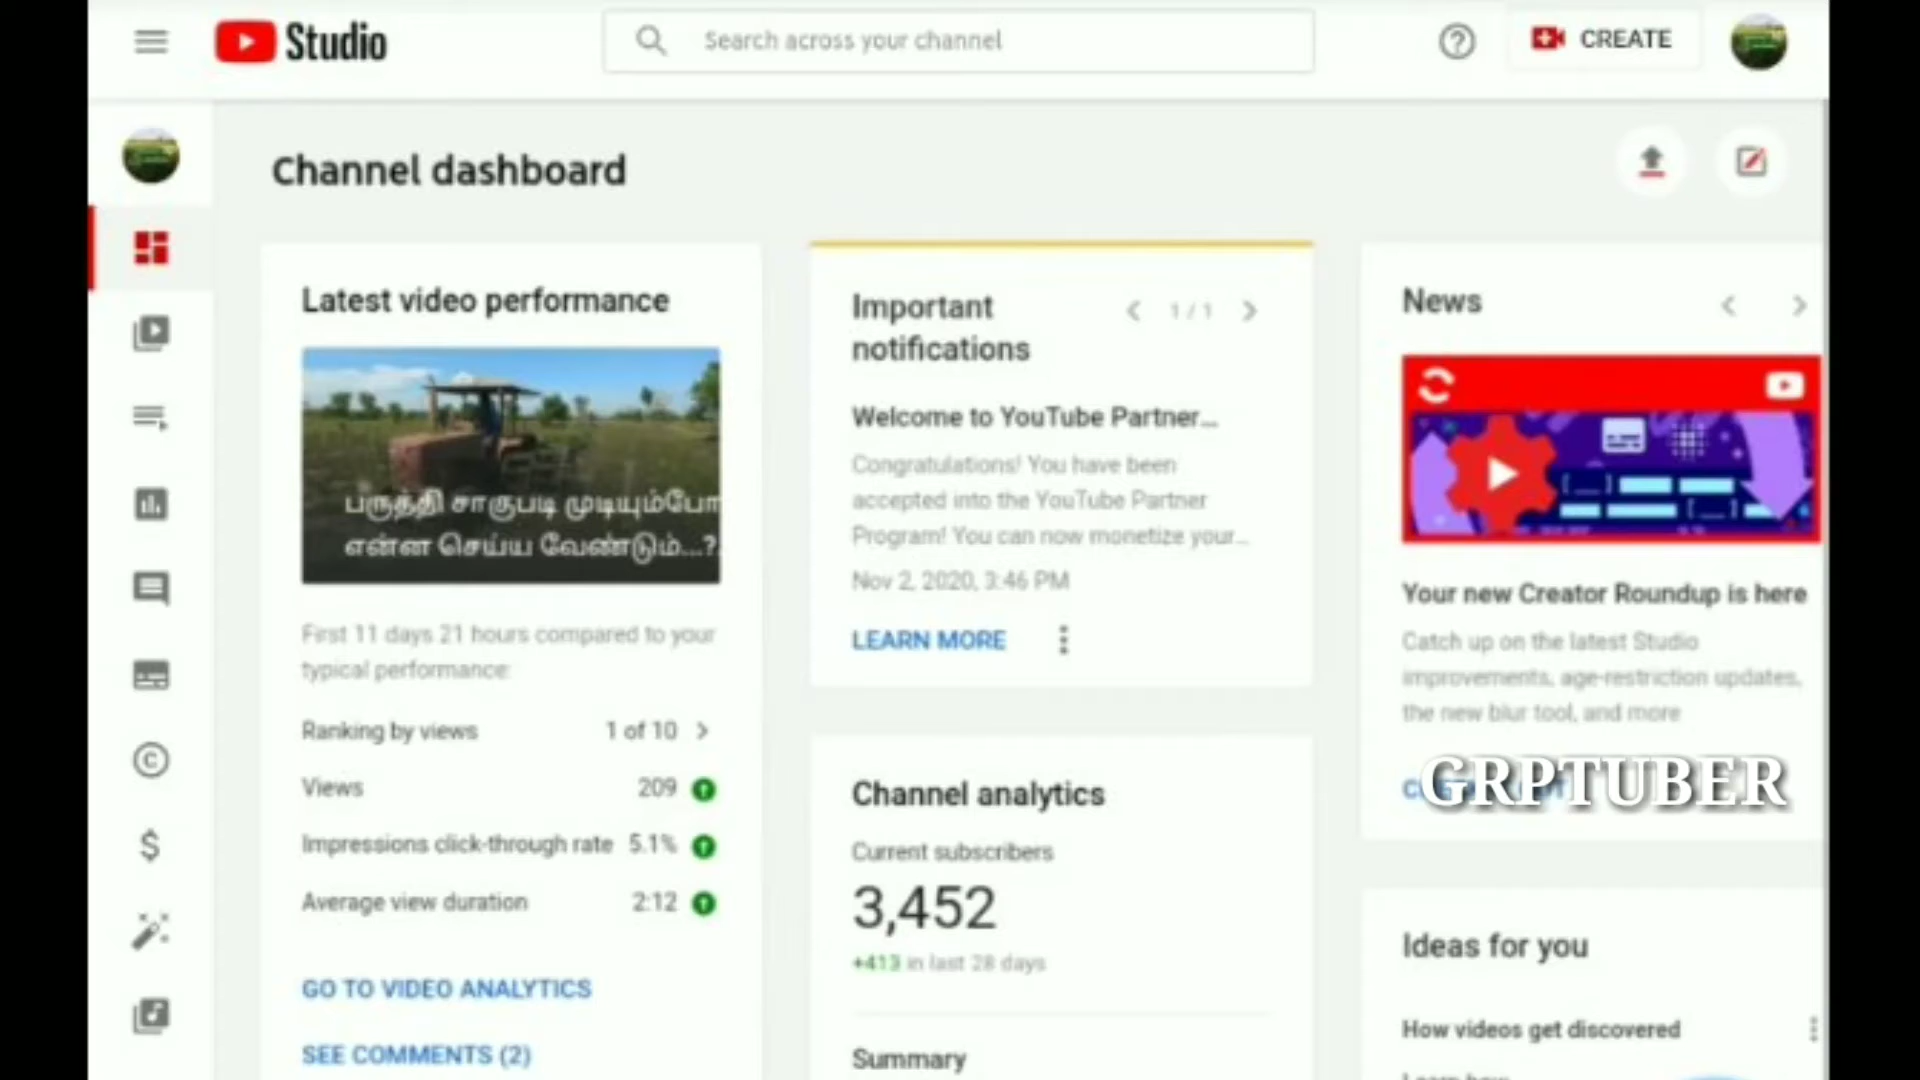 Studio
Search across your channel
CREATE
Channel dashboard
Latest video performance
பருத்தி சாகுபடி முடியும்போ
என்ன செய்ய வேண்டும்...?
First 11 days 21 hours compared to your
typical performance:
Ranking by views 1 of 10
Views 209
Impressions click-through rate 5.1%
Average view duration 2:12
GO TO VIDEO ANALYTICS
SEE COMMENTS (2)
Important
notifications
1 / 1
Welcome to YouTube Partner...
Congratulations! You have been
accepted into the YouTube Partner
Program! You can now monetize your...
Nov 2, 2020, 3:46 PM
LEARN MORE
Channel analytics
Current subscribers
3,452
+413 in last 28 days
Summary
News
Your new Creator Roundup is here
Catch up on the latest Studio
improvements, age-restriction updates,
the new blur tool, and more
GRPTUBER
Ideas for you
How videos get discovered